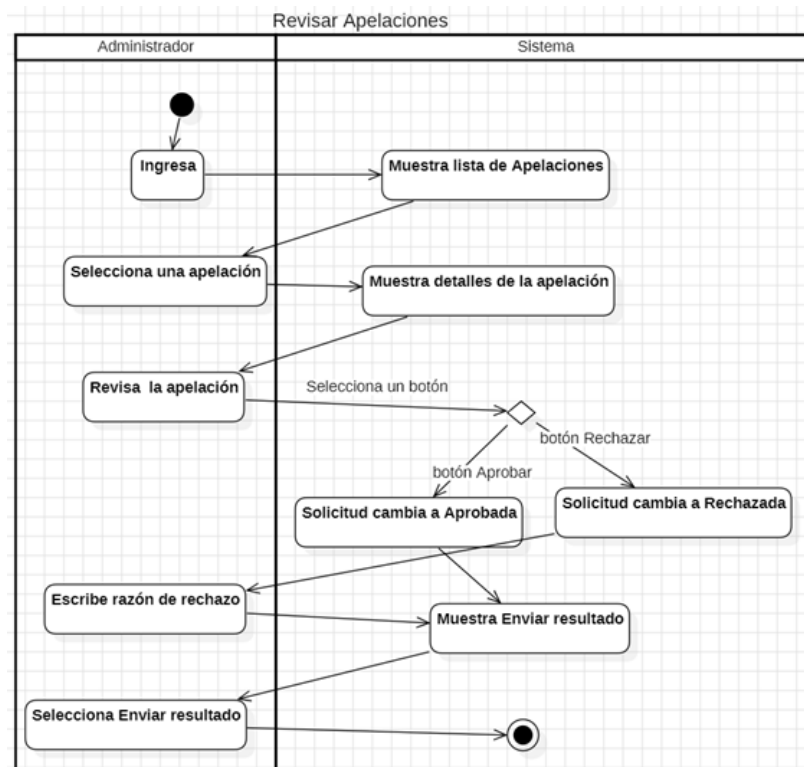 Revisar Apelaciones
Administrador
Sistema
Ingresa
Muestra lista de Apelaciones
Selecciona una apelación
Muestra detalles de la apelación
Revisa la apelación
Selecciona un botón
botón Rechazar
botón Aprobar
Solicitud cambia a Aprobada
Solicitud cambia a Rechazada
Escribe razón de rechazo
Muestra Enviar resultado
Selecciona Enviar resultado